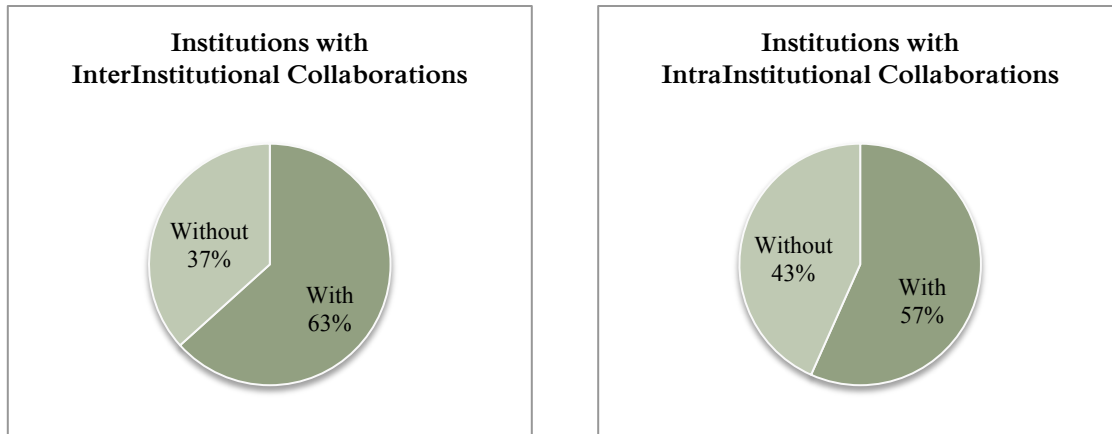 Institutions with
InterInstitutional Collaborations
Without
37%
With
63%
Institutions with
IntraInstitutional Collaborations
Without
43%
With
57%